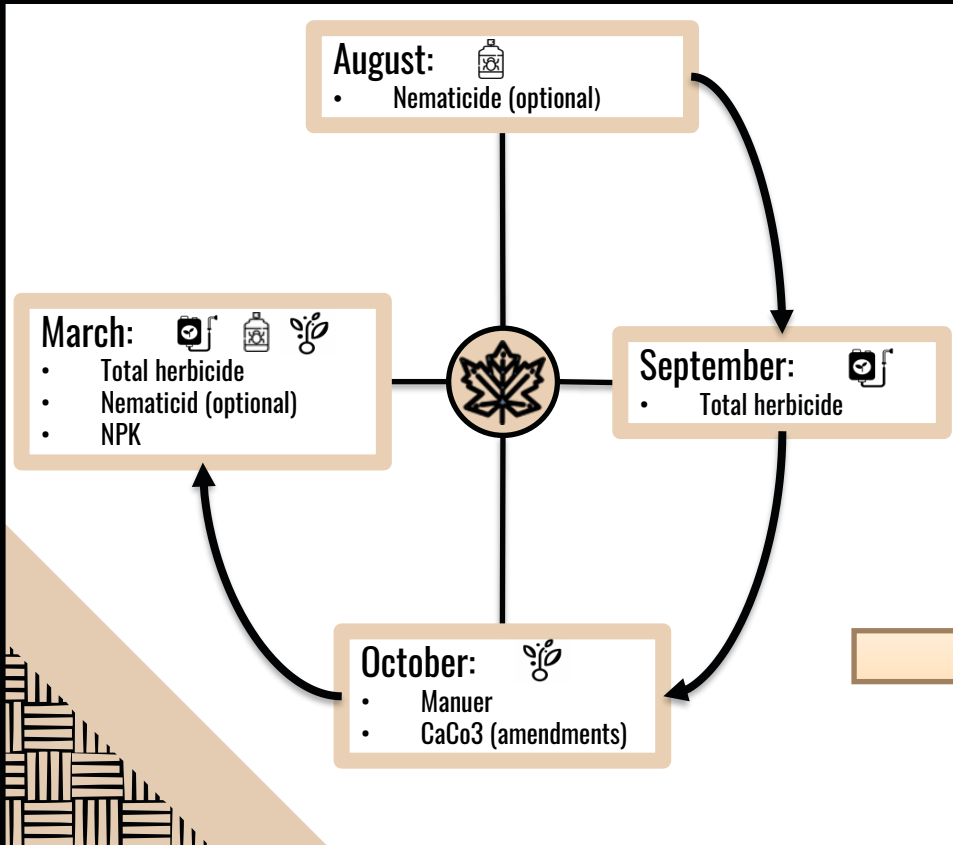 August:
• Nematicide (optional)
September:
• Total herbicide
October:
• Manuer
• CaCo3 (amendments)
March:
• Total herbicide
• Nematicid (optional)
• NPK